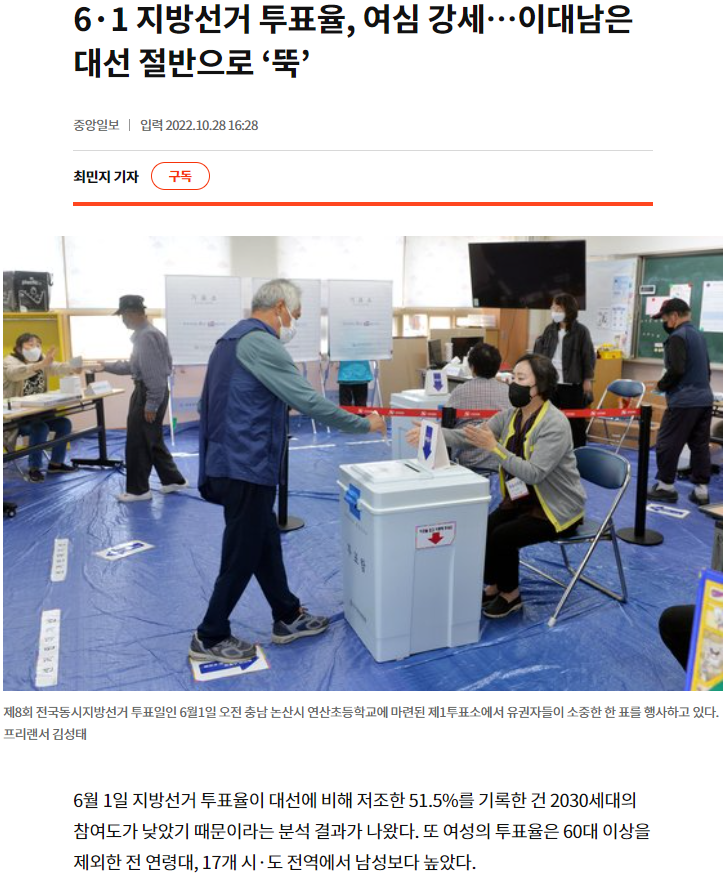 6·1 지방선거 투표율, 여심 강세…이대남은
대선 절반으로 ‘뚝’
중앙일보 | 입력 2022.10.28 16:28
최민지 기자 구독
제8회 전국동시지방선거 투표일인 6월1일 오전 충남 논산시 연산초등학교에 마련된 제1투표소에서 유권자들이 소중한 한 표를 행사하고 있다.
프리랜서 김성태
6월 1일 지방선거 투표율이 대선에 비해 저조한 51.5%를 기록한 건 2030세대의
참여도가 낮았기 때문이라는 분석 결과가 나왔다. 또 여성의 투표율은 60대 이상을
제외한 전 연령대, 17개 시·도 전역에서 남성보다 높았다.